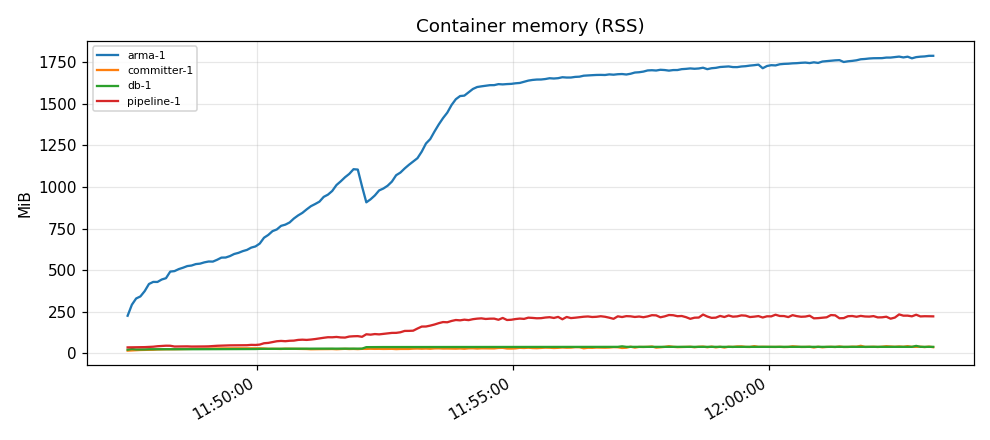 Container memory (RSS)
arma-1
committer-1
db-1
pipeline-1
MiB
1750
1500
1250
1000
750
500
250
0
11:50:00
11:55:00
12:00:00